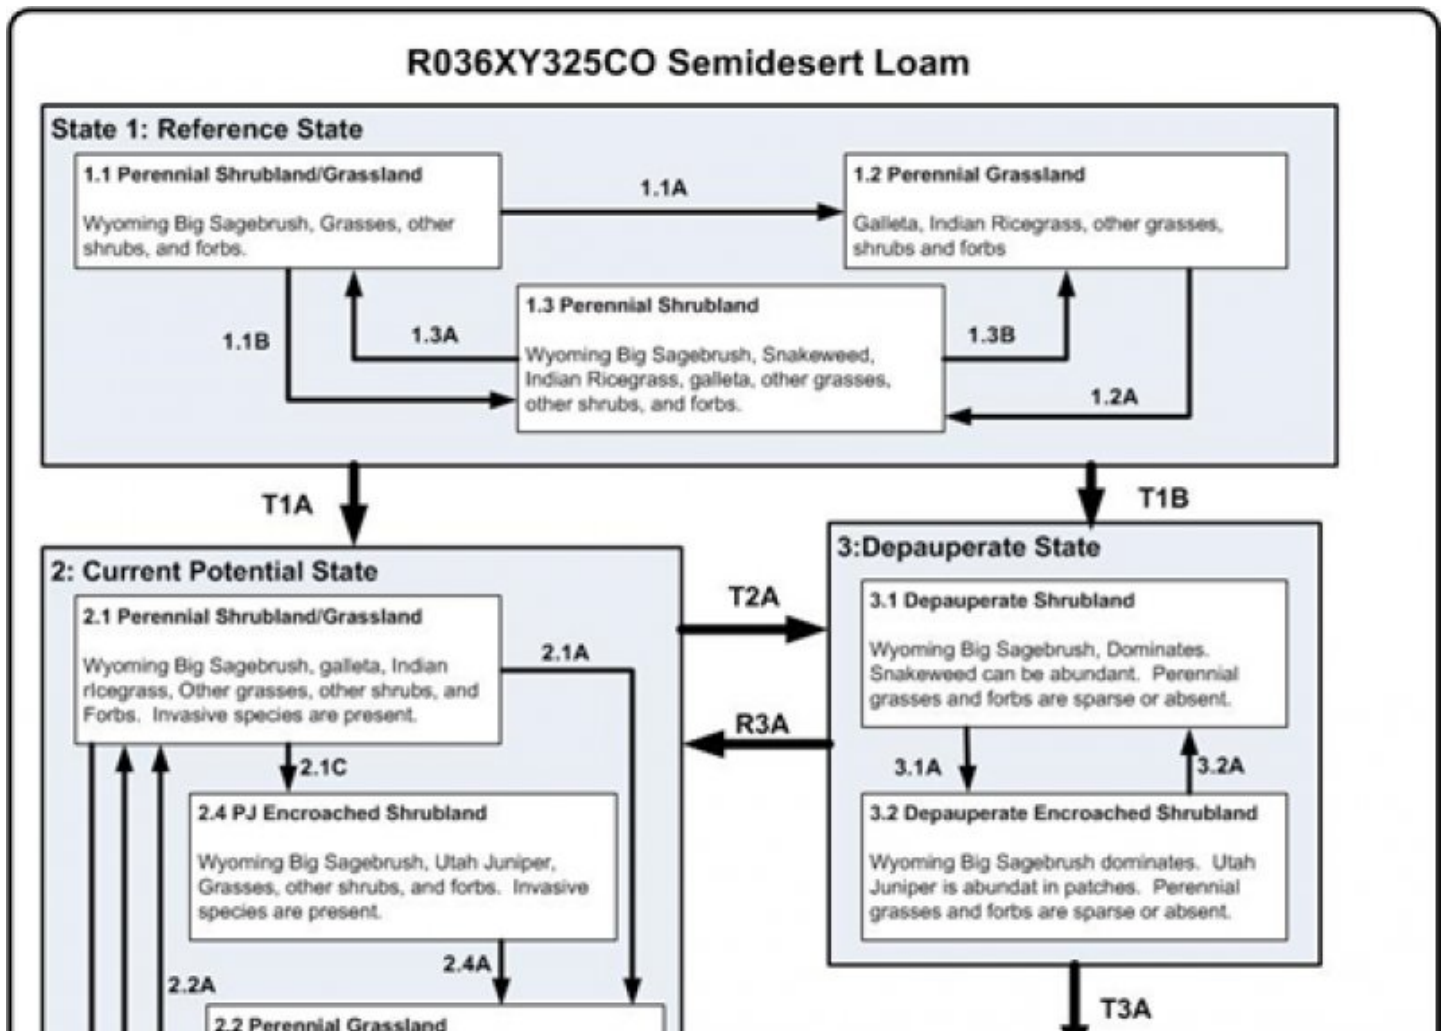 R036XY325CO Semidesert Loam
State 1: Reference State
1.1 Perennial Shrubland/Grassland
Wyoming Big Sagebrush, Grasses, other
shrubs, and forbs.
1.1A
1.2 Perennial Grassland
Galleta, Indian Ricegrass, other grasses,
shrubs and forbs
1.1B
1.3A
1.3 Perennial Shrubland
Wyoming Big Sagebrush, Snakeweed,
Indian Ricegrass, galleta, other grasses,
other shrubs, and forbs.
1.3B
1.2A
T1A
T1B
2: Current Potential State
2.1 Perennial Shrubland/Grassland
Wyoming Big Sagebrush, galleta, Indian
rIcegrass, Other grasses, other shrubs, and
Forbs. Invasive species are present.
2.1A
2.1C
2.4 PJ Encroached Shrubland
Wyoming Big Sagebrush, Utah Juniper,
Grasses, other shrubs, and forbs. Invasive
species are present.
2.4A
2.2A
2.2 Perennial Grassland
T2A
R3A
3:Depauperate State
3.1 Depauperate Shrubland
Wyoming Big Sagebrush, Dominates.
Snakeweed can be abundant. Perennial
grasses and forbs are sparse or absent.
3.1A
3.2A
3.2 Depauperate Encroached Shrubland
Wyoming Big Sagebrush dominates. Utah
Juniper is abundat in patches. Perennial
grasses and forbs are sparse or absent.
T3A